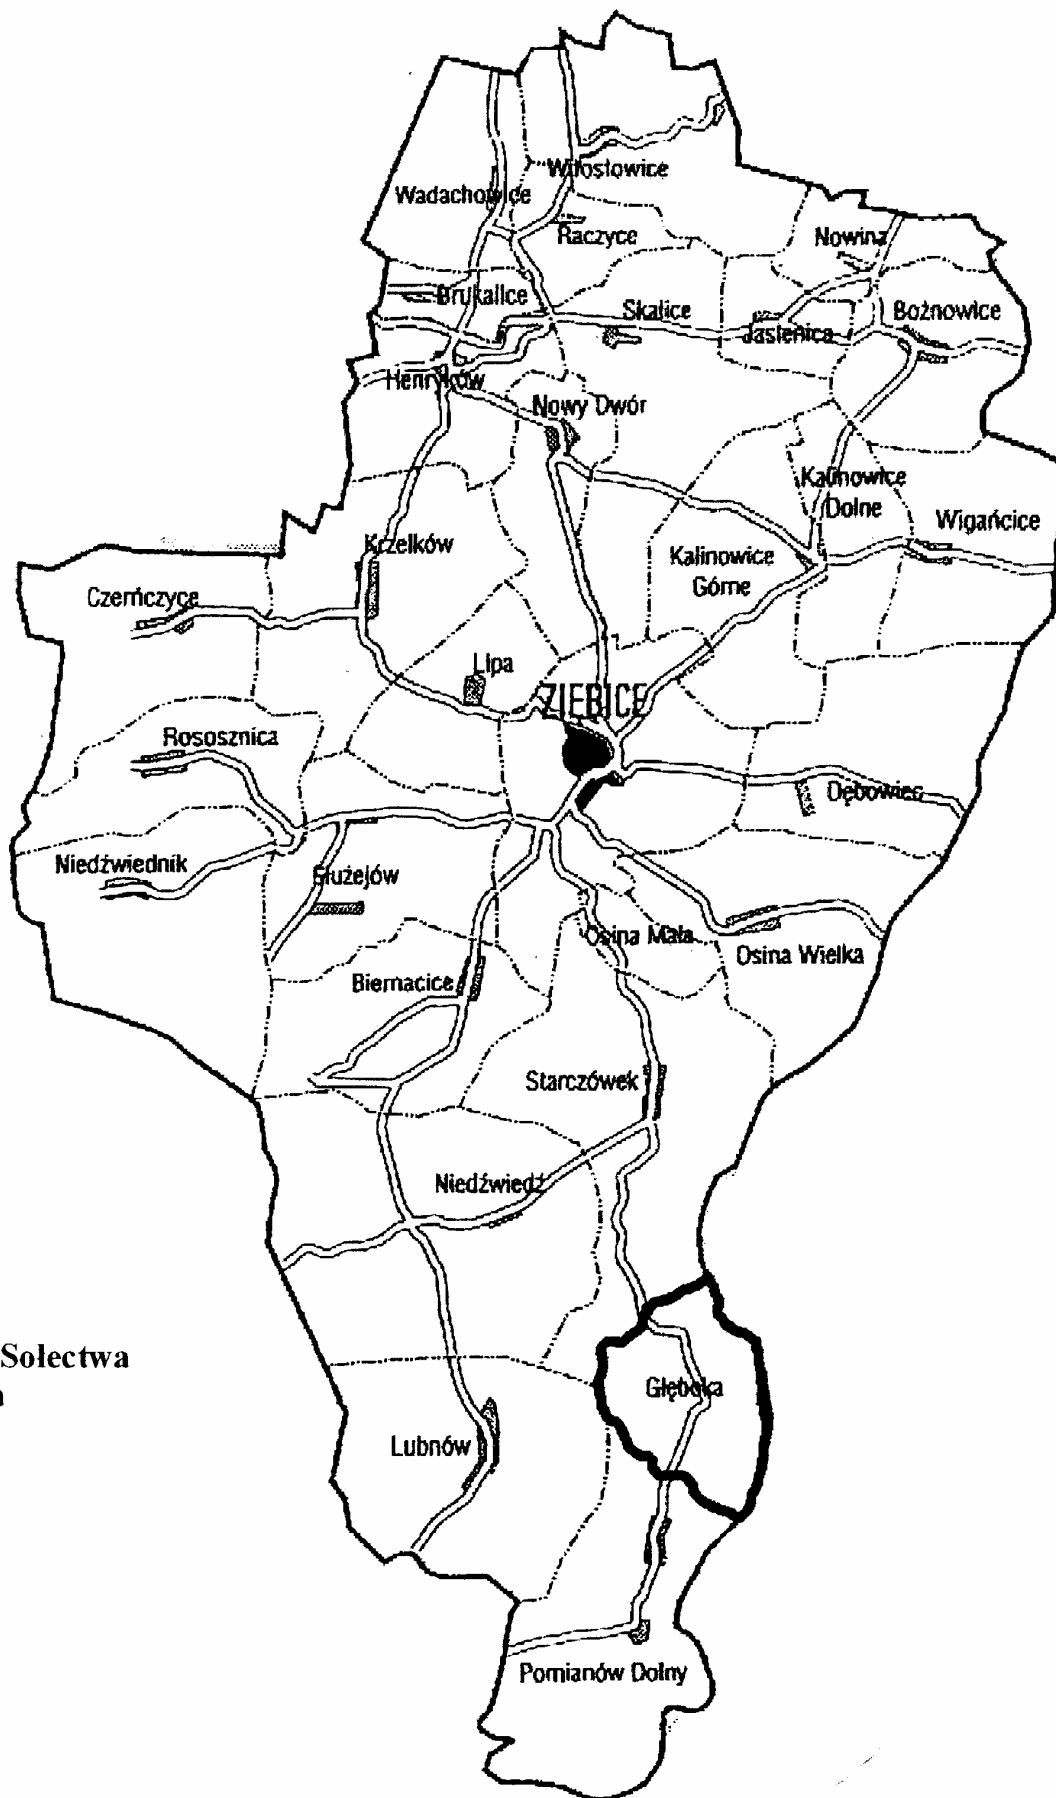 Witostowice
Wadachowice
Raczyce
Nowina
Brukalice
Skalice
Bożnowice
Jasienica
Henryków
Nowy Dwór
Kalinowice
Dolne
Wigańcice
Krzelków
Kalinowice
Górne
Czerńczyce
Lipa
ZIĘBICE
Rososznica
Dębowiec
Niedźwiednik
Służejów
Osina Mała
Osina Wielka
Biernacice
Starczówek
Niedźwiedź
Sołectwa
Głęboka
Lubnów
Pomianów Dolny